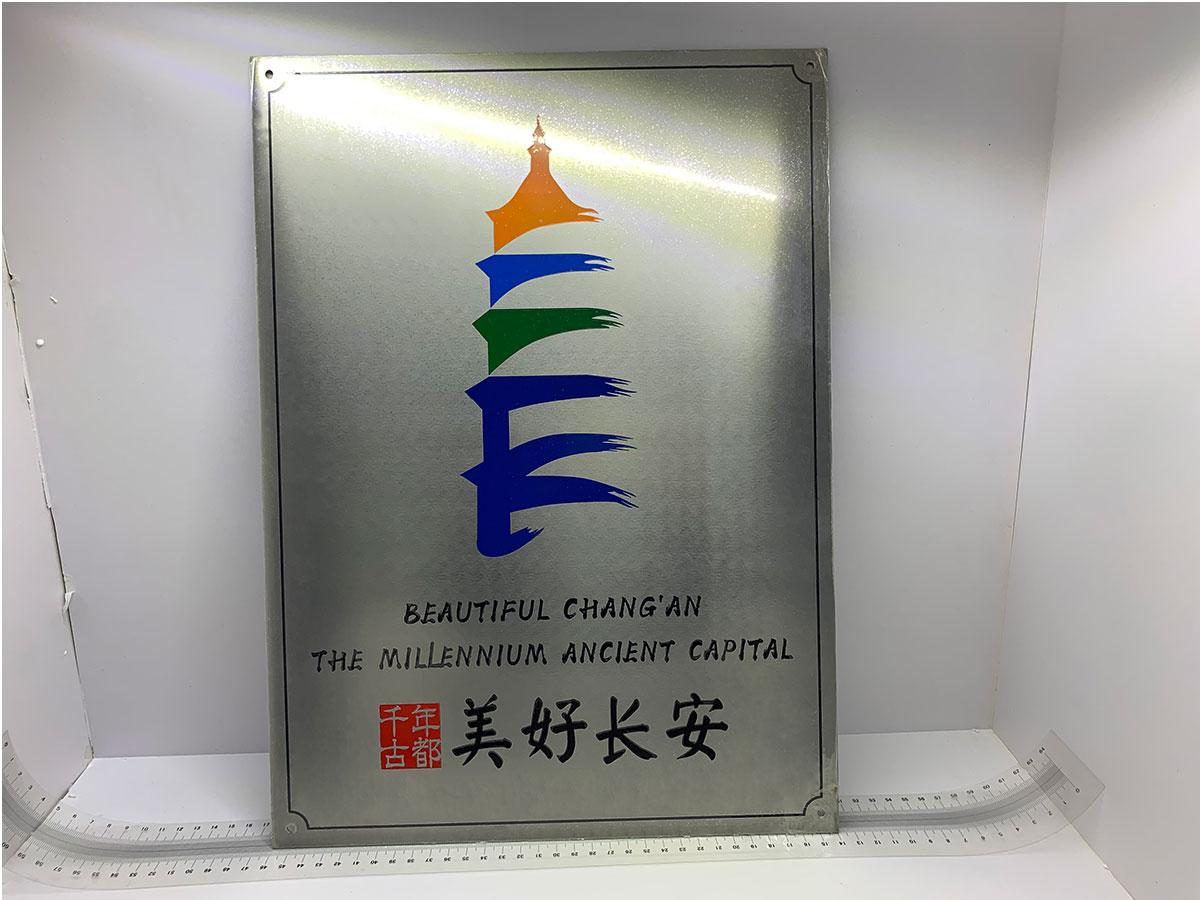 BEAUTIFUL CHANG'AN
THE MILLENNIUM ANCIENT CAPITAL
千年古都
美好长安